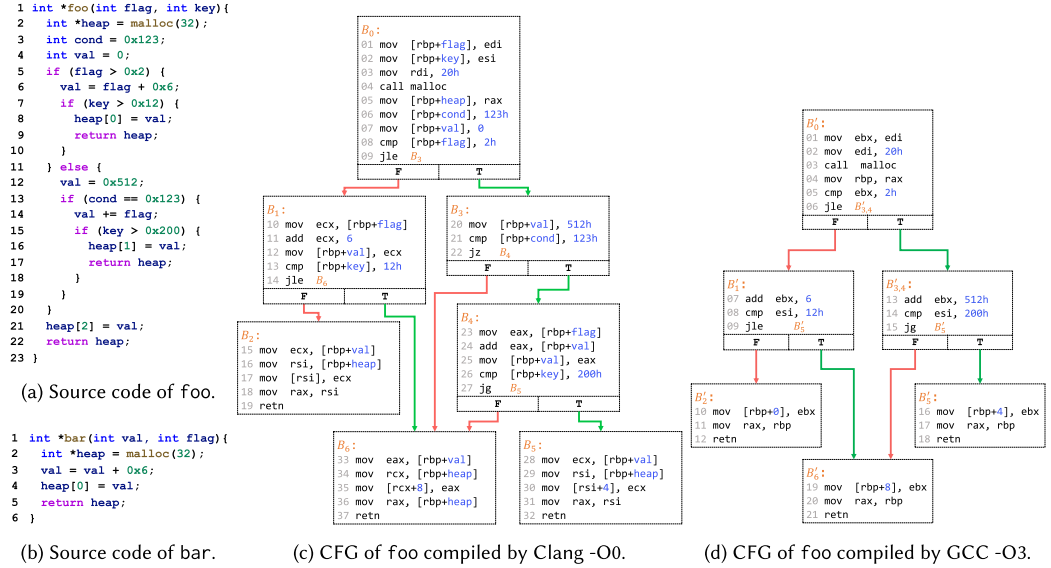 1 int *foo(int flag, int key){
2 int *heap = malloc(32);
3 int cond = 0x123;
4 int val = 0;
5 if (flag > 0x2) {
6 val = flag + 0x6;
7 if (key > 0x12) {
8 heap[0] = val;
9 return heap;
10 }
11 } else {
12 val = 0x512;
13 if (cond == 0x123) {
14 val += flag;
15 if (key > 0x200) {
16 heap[1] = val;
17 return heap;
18 }
19 }
20 }
21 heap[2] = val;
22 return heap;
23 }
(a) Source code of foo.
1 int *bar(int val, int flag){
2 int *heap = malloc(32);
3 val = val + 0x6;
4 heap[0] = val;
5 return heap;
6 }
(b) Source code of bar.
B0:
01 mov [rbp+flag], edi
02 mov [rbp+key], esi
03 mov rdi, 20h
04 call malloc
05 mov [rbp+heap], rax
06 mov [rbp+cond], 123h
07 mov [rbp+val], 0
08 cmp [rbp+flag], 2h
09 jle B3
F T
B1:
10 mov ecx, [rbp+flag]
11 add ecx, 6
12 mov [rbp+val], ecx
13 cmp [rbp+key], 12h
14 jle B6
F T
B3:
20 mov [rbp+val], 512h
21 cmp [rbp+cond], 123h
22 jz B4
F T
B2:
15 mov ecx, [rbp+val]
16 mov rsi, [rbp+heap]
17 mov [rsi], ecx
18 mov rax, rsi
19 retn
B4:
23 mov eax, [rbp+flag]
24 add eax, [rbp+val]
25 mov [rbp+val], eax
26 cmp [rbp+key], 200h
27 jg B5
F T
B6:
33 mov eax, [rbp+val]
34 mov rcx, [rbp+heap]
35 mov [rcx+8], eax
36 mov rax, [rbp+heap]
37 retn
B5:
28 mov ecx, [rbp+val]
29 mov rsi, [rbp+heap]
30 mov [rsi+4], ecx
31 mov rax, rsi
32 retn
(c) CFG of foo compiled by Clang -O0.
B'0:
01 mov ebx, edi
02 mov edi, 20h
03 call malloc
04 mov rbp, rax
05 cmp ebx, 2h
06 jle B'3,4
F T
B'1:
07 add ebx, 6
08 cmp esi, 12h
09 jle B'5
F T
B'3,4:
13 add ebx, 512h
14 cmp esi, 200h
15 jg B'5
F T
B'2:
10 mov [rbp+0], ebx
11 mov rax, rbp
12 retn
B'5:
16 mov [rbp+4], ebx
17 mov rax, rbp
18 retn
B'6:
19 mov [rbp+8], ebx
20 mov rax, rbp
21 retn
(d) CFG of foo compiled by GCC -O3.